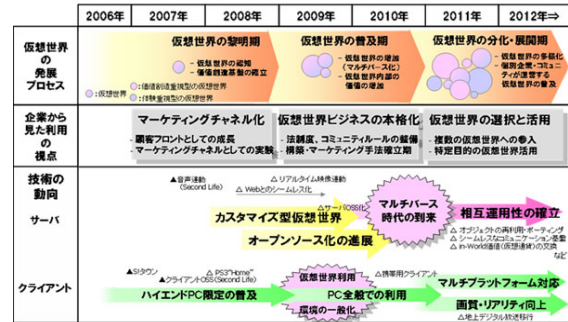 2006年 2007年 2008年 2009年 2010年 2011年 2012年⇒
仮想世界の発展プロセス
仮想世界の黎明期
- 仮想世界の認知
- 価値創造基盤の確立
○:仮想世界
○:価値創造重視型の仮想世界
○:体験重視型の仮想世界
仮想世界の普及期
- 仮想世界の増加
(マルチバース化)
- 仮想世界内部の
価値の増加
仮想世界の分化・展開期
- 仮想世界の多極化
- 個別企業・コミュニ
ティが運営する
仮想世界の普及
企業から
見た利用の
視点
マーケティングチャネル化
- 顧客フロントとしての成長
- マーケティングチャネルとしての実験
仮想世界ビジネスの本格化
- 法制度、コミュニティルールの整備
- 構築・マーケティング手法確立期
仮想世界の選択と活用
- 複数の仮想世界への参入
- 特定目的の仮想世界活用
技術の
動向
サーバ
▲音声連動
(Second Life)
△リアルタイム映像連動
△ Webとのシームレス化
△サーバOSS化
カスタマイズ型仮想世界
オープンソース化の進展
マルチバース
時代の到来
相互運用性の確立
△ オブジェクトの再利用・ポーティング
△ シームレスなコミュニケーション基盤
△ in-World価値(仮想通貨)の交換
など
クライアント
▲S!タウン
△ PS3"Home"
▲クライアントOSS(Second Life)
ハイエンドPC限定の普及
仮想世界利用
環境の一般化
△携帯用クライアント
PC全般での利用
マルチプラットフォーム対応
画質・リアリティ向上
△地上デジタル放送移行